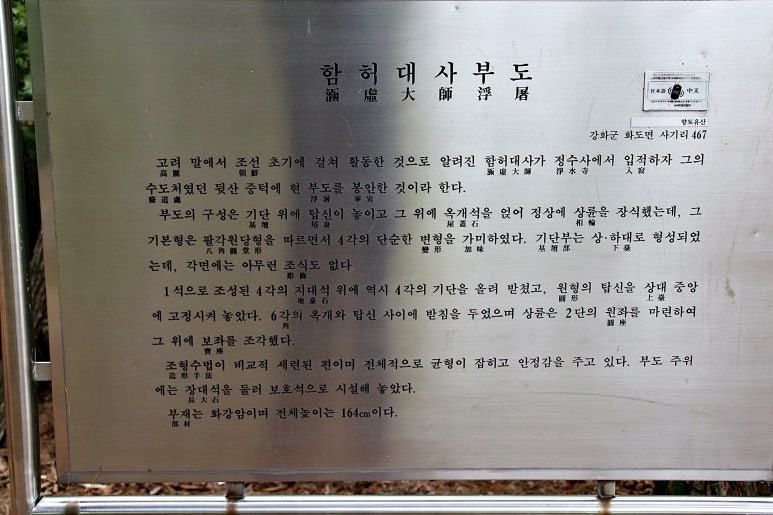 함허대사부도
涵虛大師浮屠
日本語 中文
향토유산
강화군 화도면 사기리 467
고려 말에서 조선 초기에 걸쳐 활동한 것으로 알려진 함허대사가 정수사에서 입적하자 그의
高麗 朝鮮 涵虛大師 淨水寺 入寂
수도처였던 뒷산 중턱에 현 부도를 봉안한 것이라 한다.
修道處 浮屠 奉安
부도의 구성은 기단 위에 탑신이 놓이고 그 위에 옥개석을 얹어 정상에 상륜을 장식했는데, 그
基壇 塔身 屋蓋石 相輪
기본형은 팔각원당형을 따르면서 4각의 단순한 변형을 가미하였다. 기단부는 상·하대로 형성되었
八角圓堂形 變形 加味 基壇部 下臺
는데, 각면에는 아무런 조식도 없다.
彫飾
1석으로 조성된 4각의 지대석 위에 역시 4각의 기단을 올려 받쳤고, 원형의 탑신을 상대 중앙
地臺石 圓形 上臺
에 고정시켜 놓았다. 6각의 옥개와 탑신 사이에 받침을 두었으며 상륜은 2단의 원좌를 마련하여
角 圓座
그 위에 보좌를 조각했다.
寶座
조형수법이 비교적 세련된 편이며 전체적으로 균형이 잡히고 안정감을 주고 있다. 부도 주위
造形手法
에는 장대석을 둘러 보호석으로 시설해 놓았다.
長大石
부재는 화강암이며 전체높이는 164cm이다.
部材